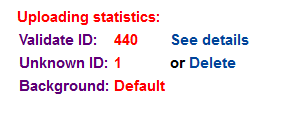 Uploading statistics:
Validate ID: 440 See details
Unknown ID: 1 or Delete
Background: Default